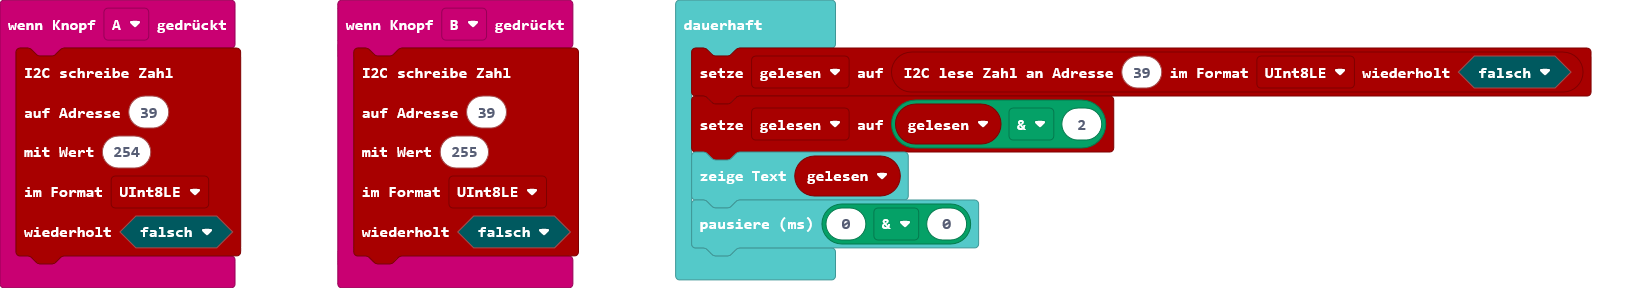 wenn Knopf A gedrückt
I2C schreibe Zahl
auf Adresse 39
mit Wert 254
im Format UInt8LE
wiederholt falsch
wenn Knopf B gedrückt
I2C schreibe Zahl
auf Adresse 39
mit Wert 255
im Format UInt8LE
wiederholt falsch
dauerhaft
setze gelesen auf I2C lese Zahl an Adresse 39 im Format UInt8LE wiederholt falsch
setze gelesen auf gelesen & 2
zeige Text gelesen
pausiere (ms) 0 & 0